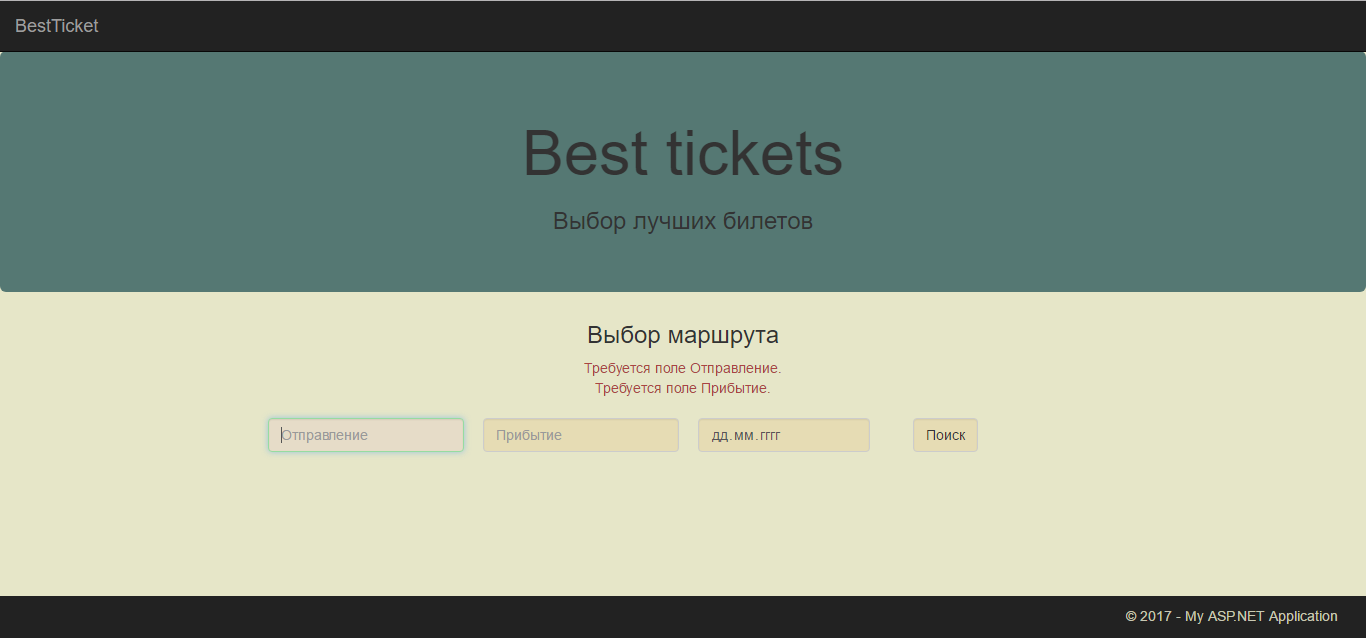 BestTicket
Best tickets
Выбор лучших билетов
Выбор маршрута
Требуется поле Отправление.
Требуется поле Прибытие.
Отправление Прибытие дд.мм.гггг Поиск
© 2017 - My ASP.NET Application